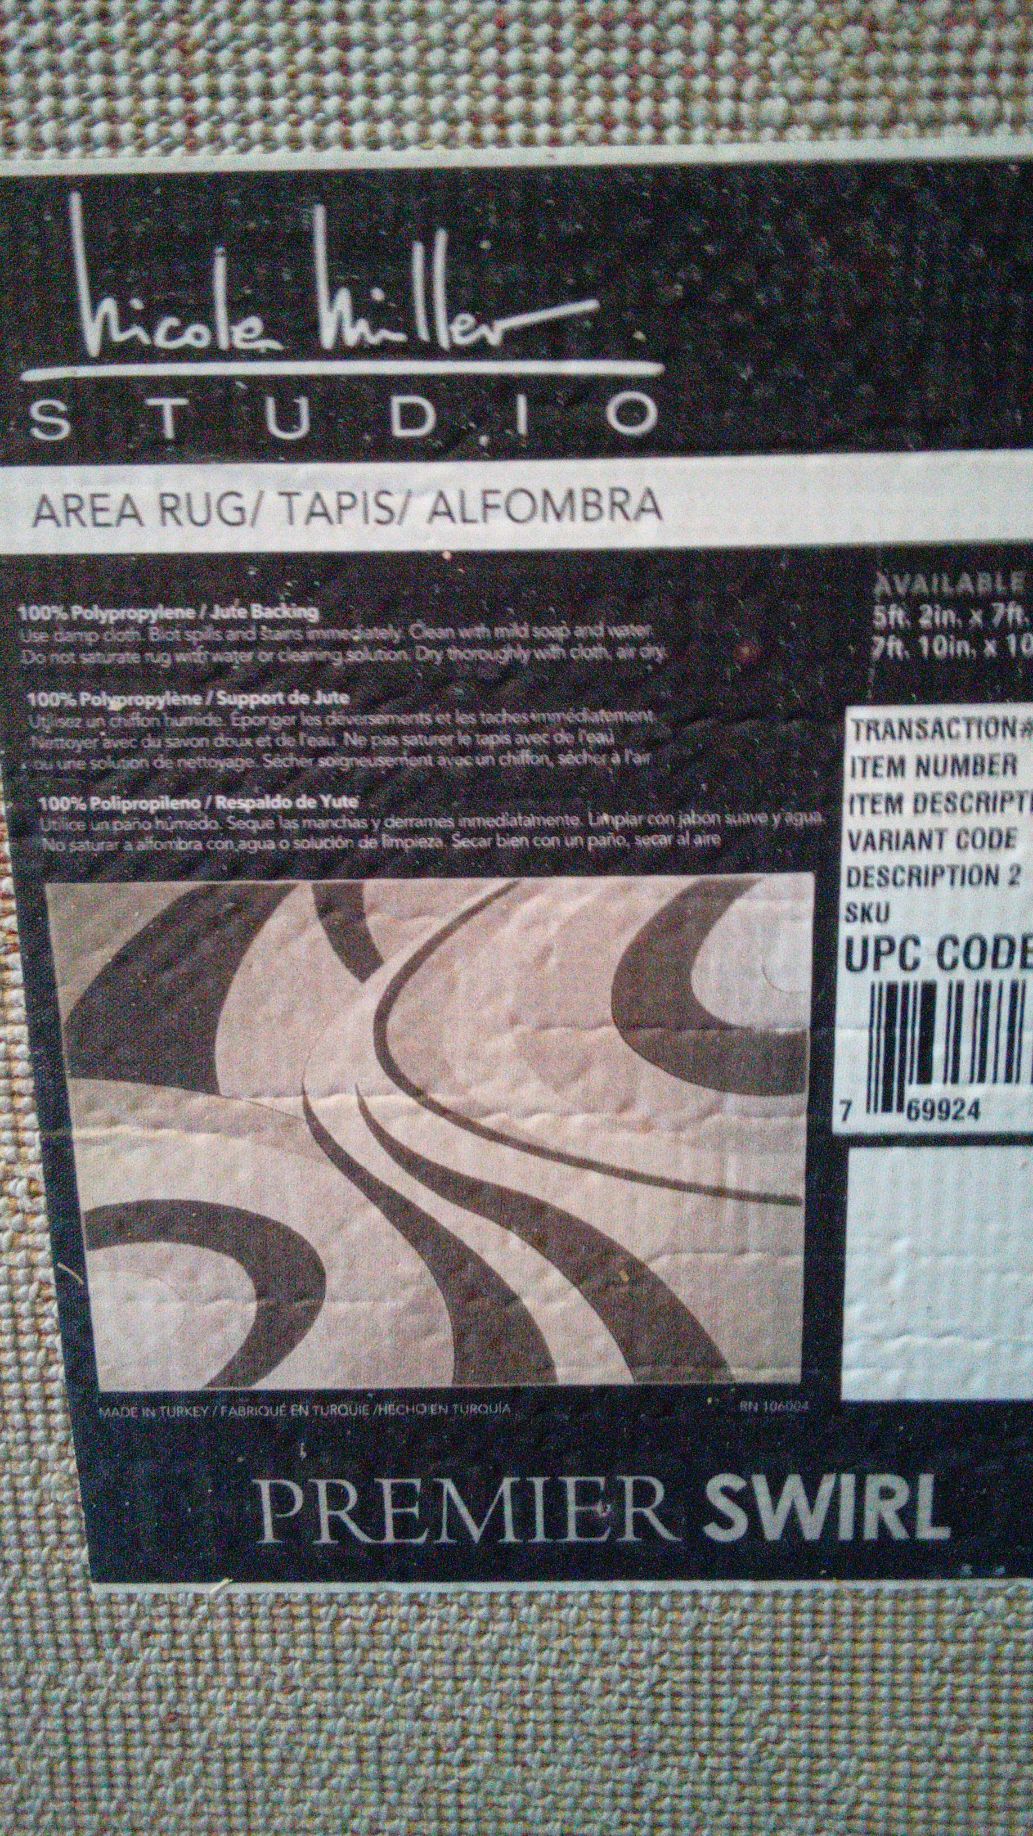 nicole miller
STUDIO
AREA RUG/ TAPIS/ ALFOMBRA
100% Polypropylene / Jute Backing
Use damp cloth. Blot spills and Stains immediately. Clean with mild soap and water.
Do not saturate rug with water or cleaning solution. Dry thoroughly with cloth, air dry.
100% Polypropylène / Support de Jute
Utilisez un chiffon humide. Éponger les déversements et les taches immédiatement
Nettoyer avec du savon doux et de l'eau. Ne pas saturer le tapis avec de l'eau
ou une solution de nettoyage. Sécher soigneusement avec un chiffon, sécher à l'air
100% Polipropileno / Respaldo de Yute
Utilice un paño húmedo. Seque las manchas y derrames inmediatamente. Limpiar con jabón suave y agua.
No saturar a alfombra con agua o solución de limpieza. Secar bien con un paño, secar al aire
AVAILABLE
5ft. 2in. x 7ft.
7ft. 10in. x 10
TRANSACTION#
ITEM NUMBER
ITEM DESCRIPTI
VARIANT CODE
DESCRIPTION 2
SKU
UPC CODE
7 69924
MADE IN TURKEY / FABRIQUÉ EN TURQUIE /HECHO EN TURQUÍA
RN 106004
PREMIER SWIRL